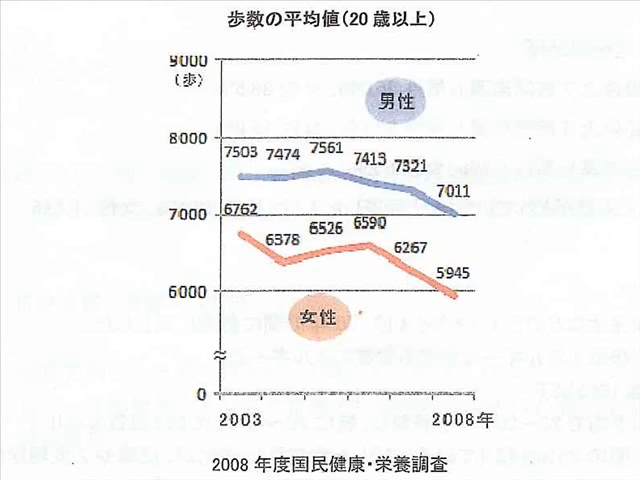 歩数の平均値(20歳以上)
9000
(歩)
男性
8000
7503 7474 7561 7413 7321 7011
7000
6762 6378 6526 6590 6267 5945
6000
女性
0
2003 2008年
2008年度国民健康・栄養調査